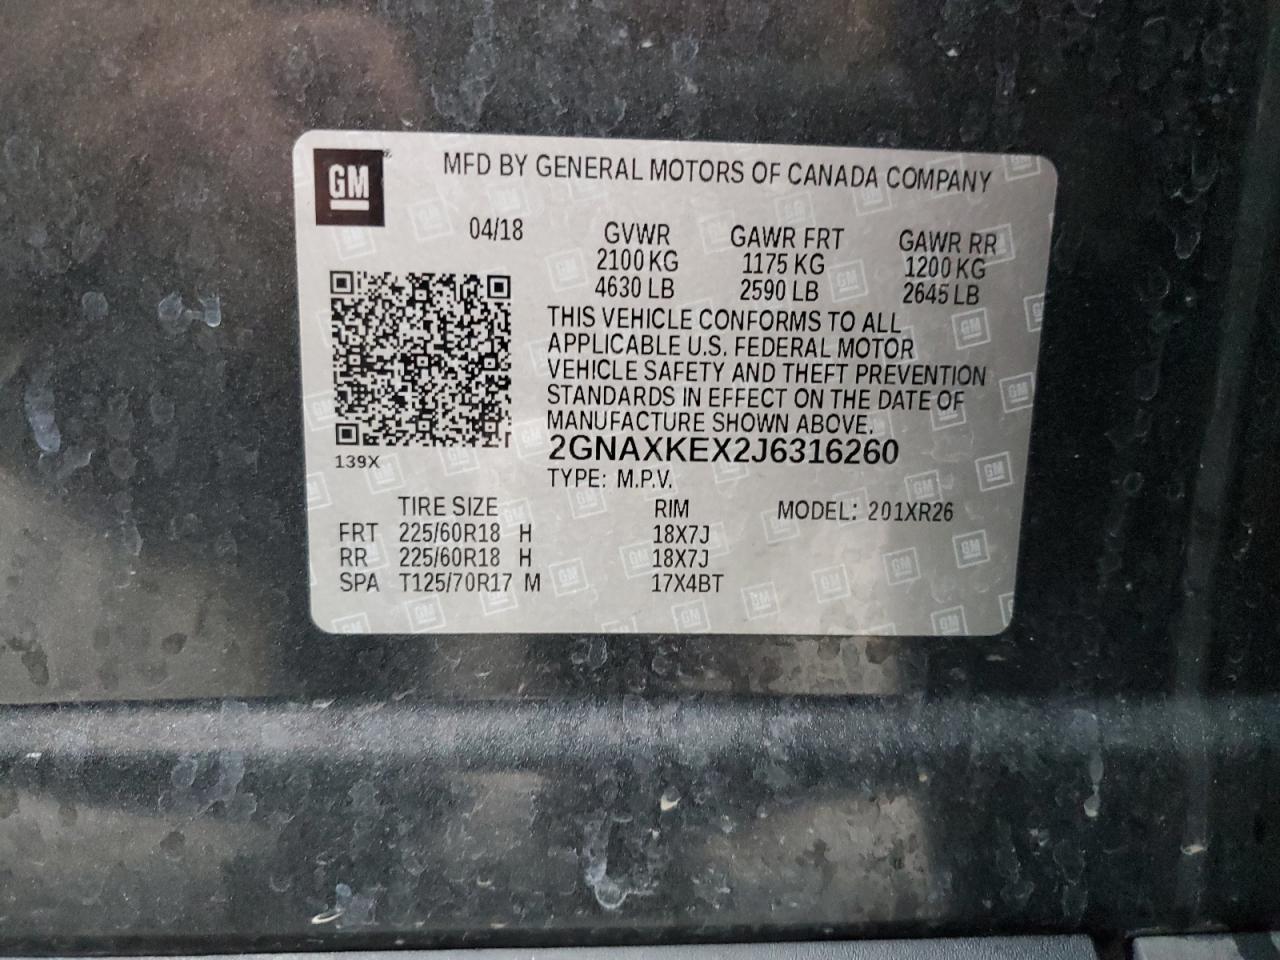 GM
MFD BY GENERAL MOTORS OF CANADA COMPANY
04/18 GVWR GAWR FRT GAWR RR
2100 KG 1175 KG 1200 KG
4630 LB 2590 LB 2645 LB
THIS VEHICLE CONFORMS TO ALL
APPLICABLE U.S. FEDERAL MOTOR
VEHICLE SAFETY AND THEFT PREVENTION
STANDARDS IN EFFECT ON THE DATE OF
MANUFACTURE SHOWN ABOVE.
2GNAXKEX2J6316260
139X
TYPE: M.P.V.
TIRE SIZE RIM MODEL: 201XR26
FRT 225/60R18 H 18X7J
RR 225/60R18 H 18X7J
SPA T125/70R17 M 17X4BT